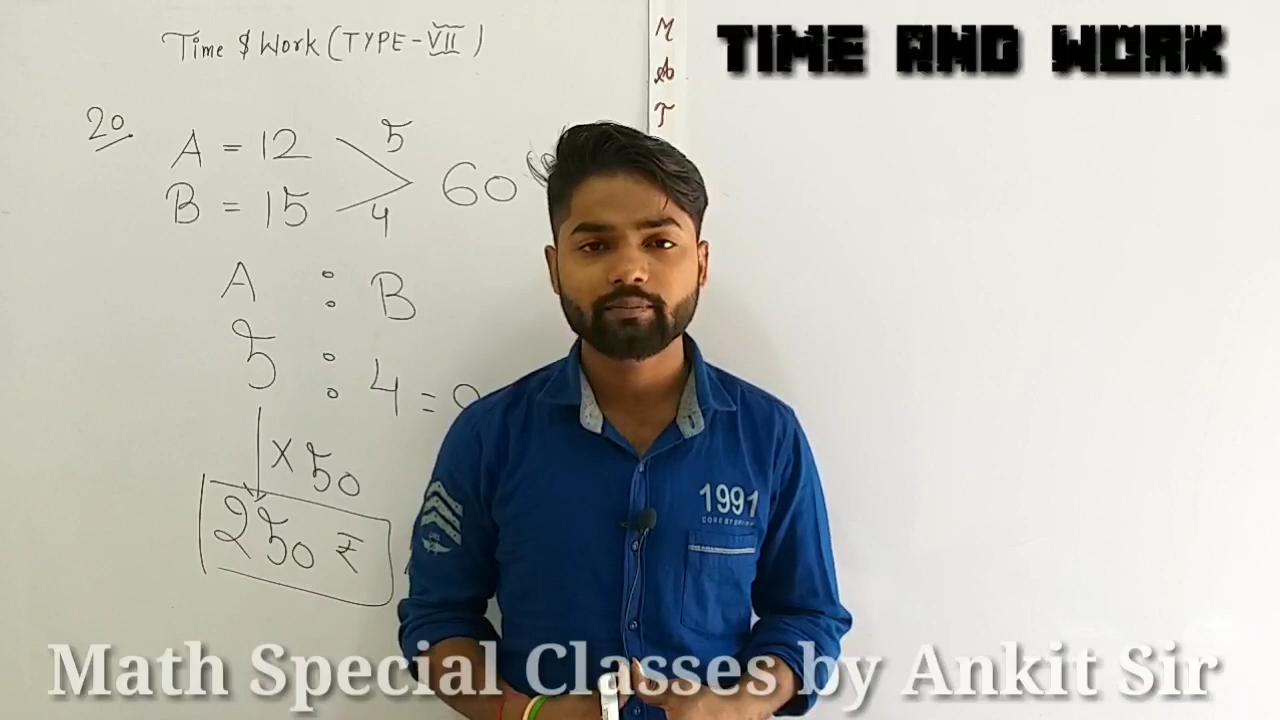 Time & Work (TYPE-VII)
TIME AND WORK
M
A
T
20
A = 12
5
B = 15
4
60
A : B
5 : 4 =
× 50
250 ₹
1991
Math Special Classes by Ankit Sir